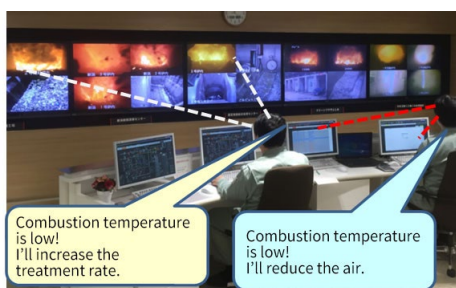 Combustion temperature
is low!
I'll increase the
treatment rate.
Combustion temperature
is low!
I'll reduce the air.